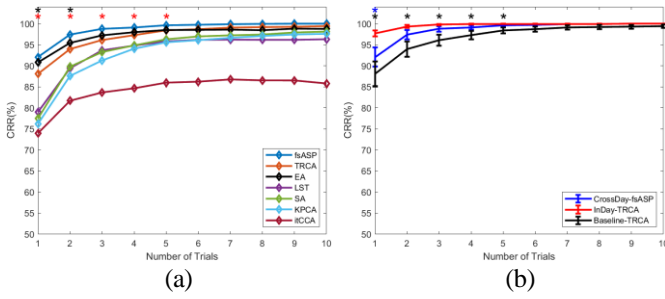 * *
* * * * *
100
95
90
85
80
75
70
65
60
55
50
CRR(%)
fsASP
TRCA
EA
LST
SA
KPCA
itCCA
1 2 3 4 5 6 7 8 9 10
Number of Trials
(a)
*
* * * * *
100
95
90
85
80
75
70
65
60
55
50
CRR(%)
CrossDay-fsASP
InDay-TRCA
Baseline-TRCA
1 2 3 4 5 6 7 8 9 10
Number of Trials
(b)